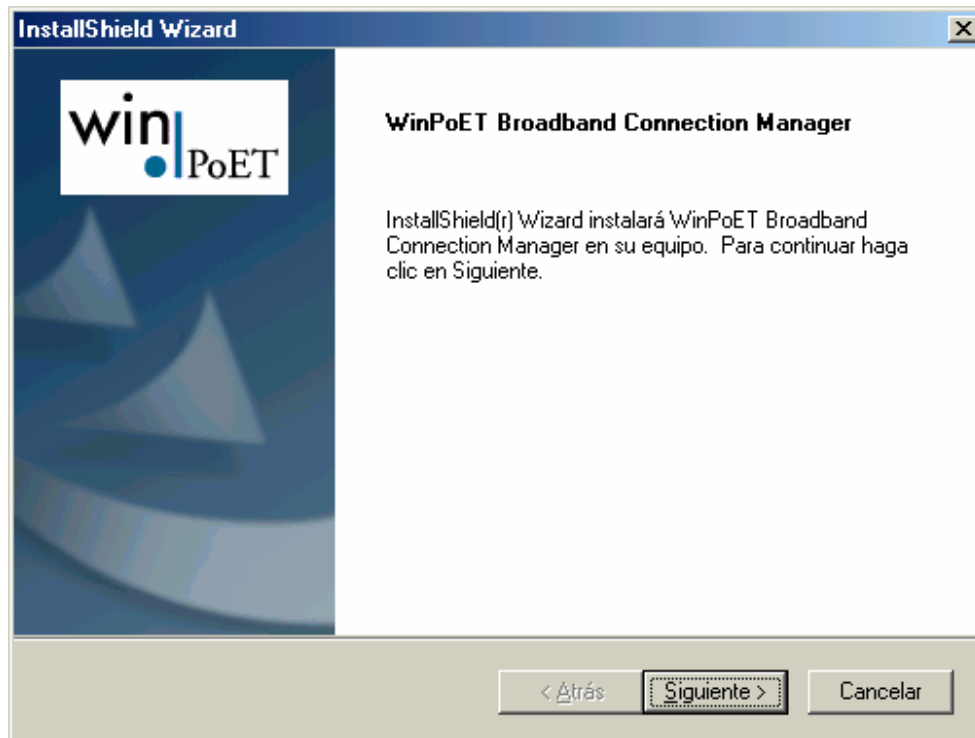 InstallShield Wizard
win
PoET
WinPoET Broadband Connection Manager
InstallShield(r) Wizard instalará WinPoET Broadband
Connection Manager en su equipo. Para continuar haga
clic en Siguiente.
< Atrás
Siguiente >
Cancelar